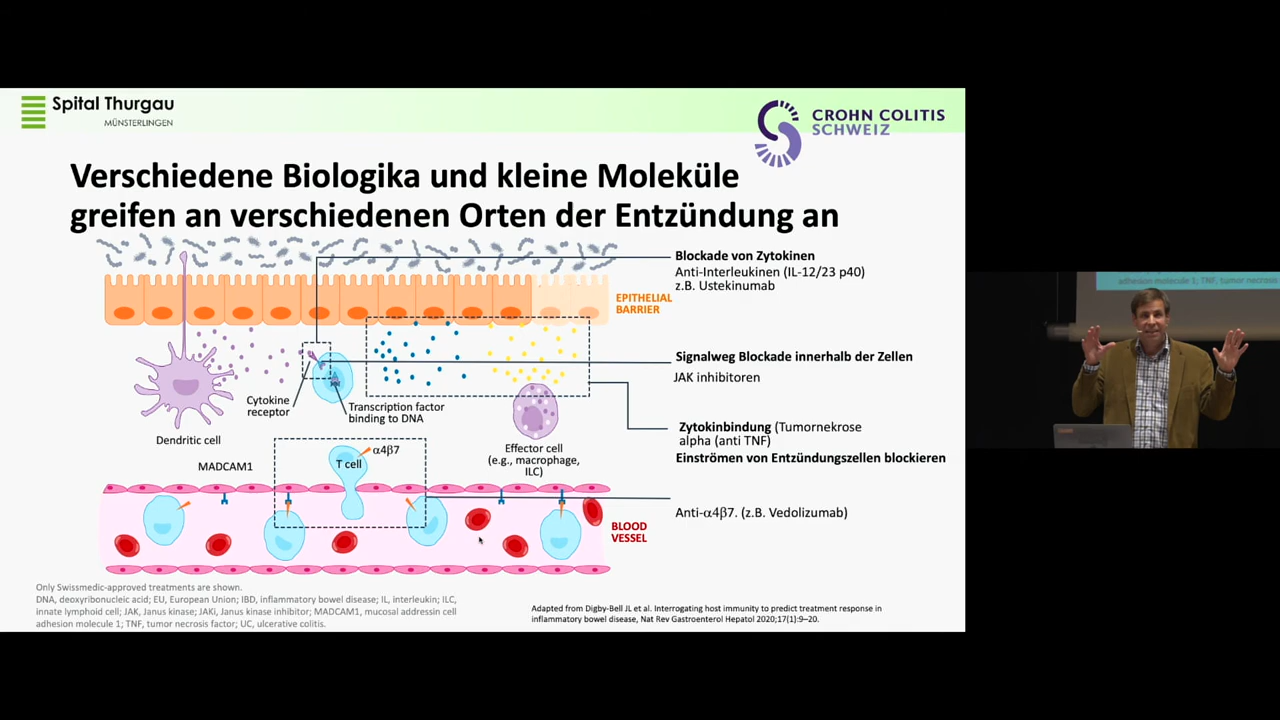 Spital Thurgau
MÜNSTERLINGEN
CROHN COLITIS
SCHWEIZ
Verschiedene Biologika und kleine Moleküle
greifen an verschiedenen Orten der Entzündung an
Blockade von Zytokinen
Anti-Interleukinen (IL-12/23 p40)
z.B. Ustekinumab
EPITHELIAL
BARRIER
Signalweg Blockade innerhalb der Zellen
JAK inhibitoren
Cytokine
receptor
Transcription factor
binding to DNA
Dendritic cell
Zytokinbindung (Tumornekrose
alpha (anti TNF)
Effector cell
(e.g., macrophage,
ILC)
Einströmen von Entzündungszellen blockieren
MADCAM1
α4β7
T cell
Anti-α4β7. (z.B. Vedolizumab)
BLOOD
VESSEL
Only Swissmedic-approved treatments are shown.
DNA, deoxyribonucleic acid; EU, European Union; IBD, inflammatory bowel disease; IL, interleukin; ILC,
innate lymphoid cell; JAK, Janus kinase; JAKi, Janus kinase inhibitor; MADCAM1, mucosal addressin cell
adhesion molecule 1; TNF, tumor necrosis factor; UC, ulcerative colitis.
Adapted from Digby-Bell JL et al. Interrogating host immunity to predict treatment response in
inflammatory bowel disease, Nat Rev Gastroenterol Hepatol 2020;17(1):9–20.
adhesion molecule 1; TNF, tumor necrosis